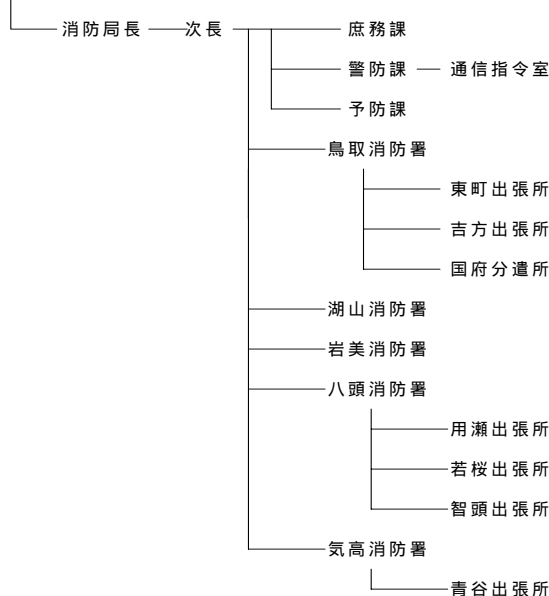 消防局長 次長 庶務課
警防課 通信指令室
予防課
鳥取消防署
東町出張所
吉方出張所
国府分遣所
湖山消防署
岩美消防署
八頭消防署
用瀬出張所
若桜出張所
智頭出張所
気高消防署
青谷出張所